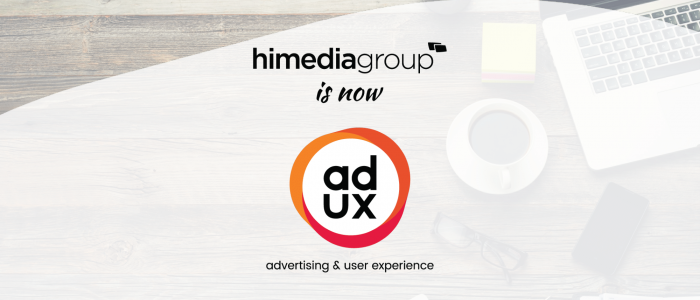 himediagroup
is now
ad
ux
advertising & user experience